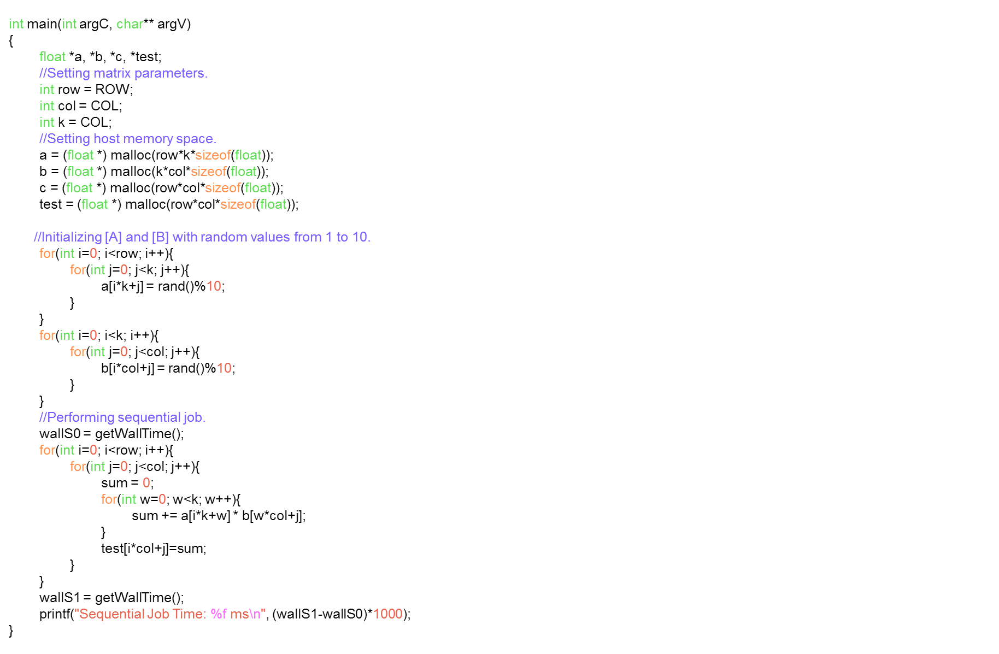 int main(int argC, char** argV)
{
float *a, *b, *c, *test;
//Setting matrix parameters.
int row = ROW;
int col = COL;
int k = COL;
//Setting host memory space.
a = (float *) malloc(row*k*sizeof(float));
b = (float *) malloc(k*col*sizeof(float));
c = (float *) malloc(row*col*sizeof(float));
test = (float *) malloc(row*col*sizeof(float));
//Initializing [A] and [B] with random values from 1 to 10.
for(int i=0; i<row; i++){
for(int j=0; j<k; j++){
a[i*k+j] = rand()%10;
}
}
for(int i=0; i<k; i++){
for(int j=0; j<col; j++){
b[i*col+j] = rand()%10;
}
}
//Performing sequential job.
wallS0 = getWallTime();
for(int i=0; i<row; i++){
for(int j=0; j<col; j++){
sum = 0;
for(int w=0; w<k; w++){
sum += a[i*k+w] * b[w*col+j];
}
test[i*col+j]=sum;
}
}
wallS1 = getWallTime();
printf("Sequential Job Time: %f ms\n", (wallS1-wallS0)*1000);
}